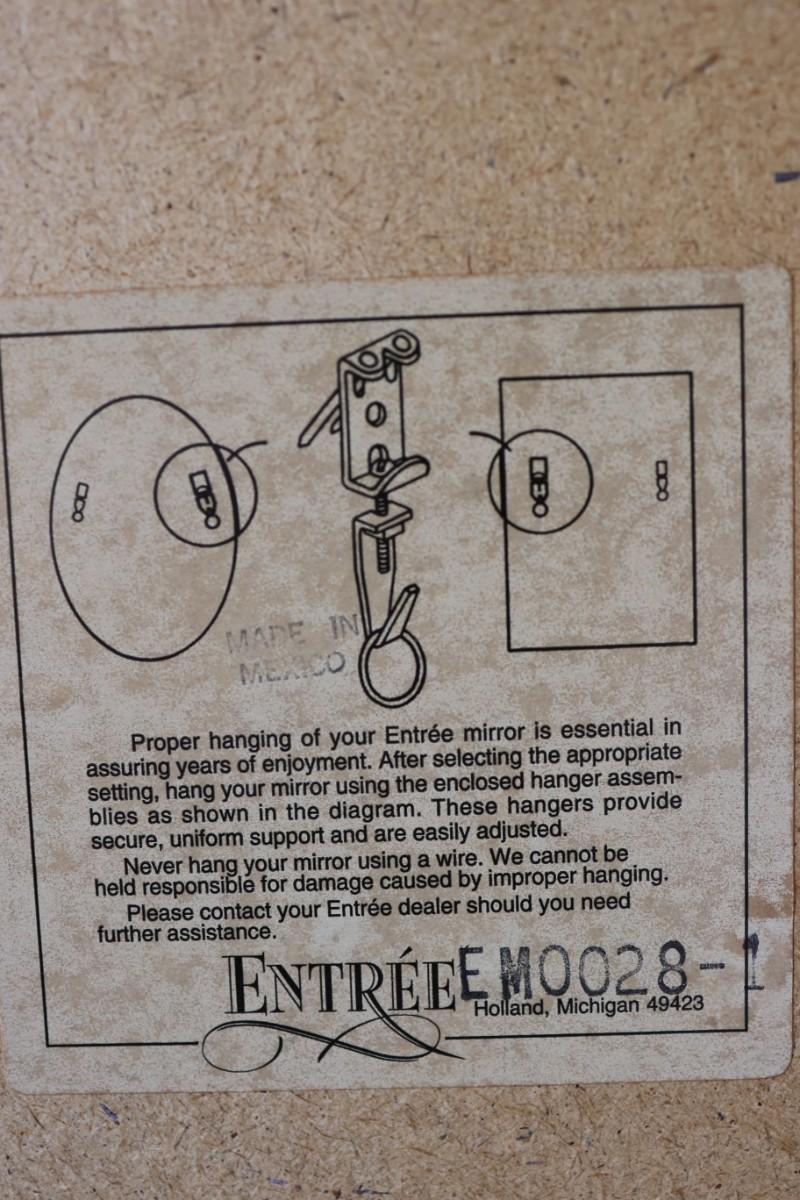 MADE IN
MEXICO
Proper hanging of your Entrée mirror is essential in
assuring years of enjoyment. After selecting the appropriate
setting, hang your mirror using the enclosed hanger assem-
blies as shown in the diagram. These hangers provide
secure, uniform support and are easily adjusted.
Never hang your mirror using a wire. We cannot be
held responsible for damage caused by improper hanging.
Please contact your Entrée dealer should you need
further assistance.
ENTRÉE EM0028-1
Holland, Michigan 49423